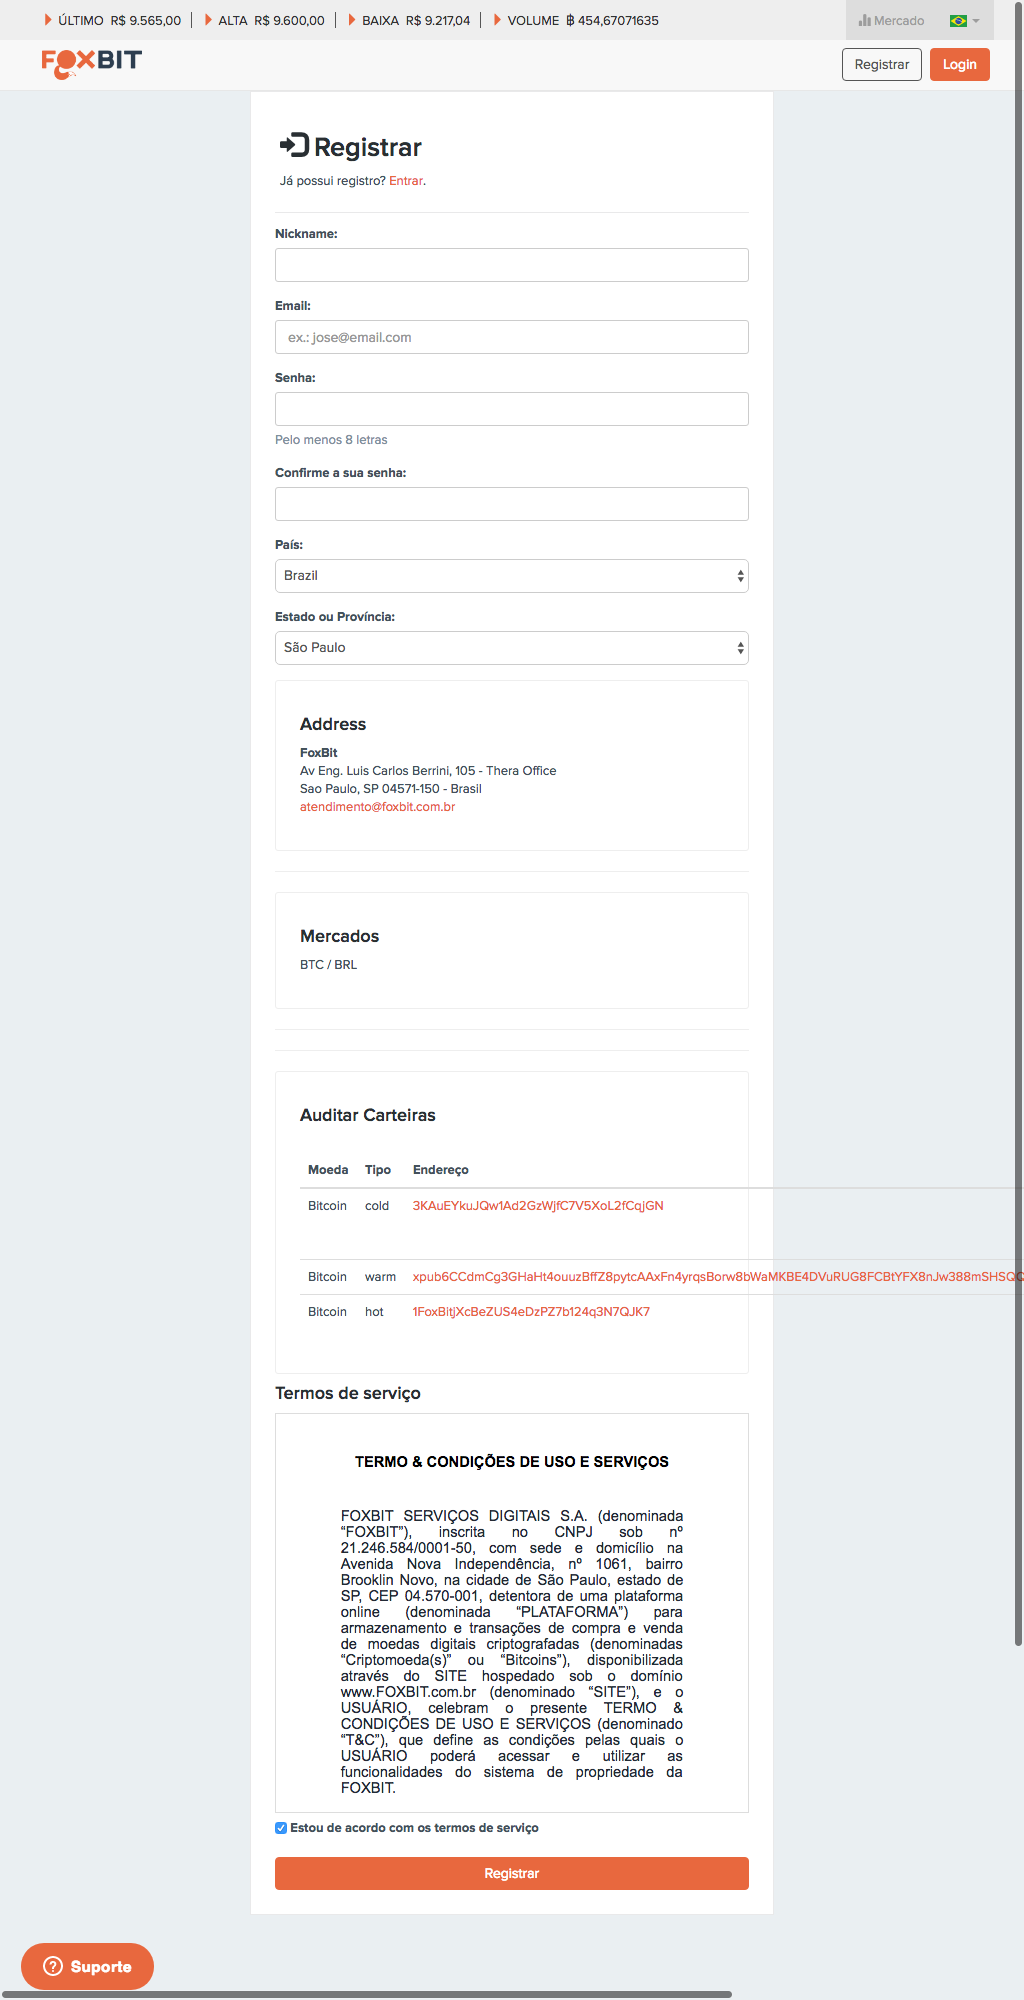 ÚLTIMO R$ 9.565,00 ALTA R$ 9.600,00 BAIXA R$ 9.217,04 VOLUME ฿ 454,67071635
Mercado
FOXBIT
Registrar
Login
Registrar
Já possui registro? Entrar.
Nickname:
Email:
ex.: jose@email.com
Senha:
Pelo menos 8 letras
Confirme a sua senha:
País:
Brazil
Estado ou Província:
São Paulo
Address
FoxBit
Av Eng. Luis Carlos Berrini, 105 - Thera Office
Sao Paulo, SP 04571-150 - Brasil
atendimento@foxbit.com.br
Mercados
BTC / BRL
Auditar Carteiras
Moeda Tipo Endereço
Bitcoin cold 3KAuEYkuJQw1Ad2GzWjfC7V5XoL2fCqjGN
Bitcoin warm xpub6CCdmCg3GHaHt4ouuzBffZ8pytcAAxFn4yrqsBorw8bWaMKBE4DVuRUG8FCBtYFX8nJw388mSHSQQ
Bitcoin hot 1FoxBitjXcBeZUS4eDzPZ7b124q3N7QJK7
Termos de serviço
TERMO & CONDIÇÕES DE USO E SERVIÇOS
FOXBIT SERVIÇOS DIGITAIS S.A. (denominada
“FOXBIT”), inscrita no CNPJ sob nº
21.246.584/0001-50, com sede e domicílio na
Avenida Nova Independência, nº 1061, bairro
Brooklin Novo, na cidade de São Paulo, estado de
SP, CEP 04.570-001, detentora de uma plataforma
online (denominada “PLATAFORMA”) para
armazenamento e transações de compra e venda
de moedas digitais criptografadas (denominadas
“Criptomoeda(s)” ou “Bitcoins”), disponibilizada
através do SITE hospedado sob o domínio
www.FOXBIT.com.br (denominado “SITE”), e o
USUÁRIO, celebram o presente TERMO &
CONDIÇÕES DE USO E SERVIÇOS (denominado
“T&C”), que define as condições pelas quais o
USUÁRIO poderá acessar e utilizar as
funcionalidades do sistema de propriedade da
FOXBIT.
Estou de acordo com os termos de serviço
Registrar
Suporte